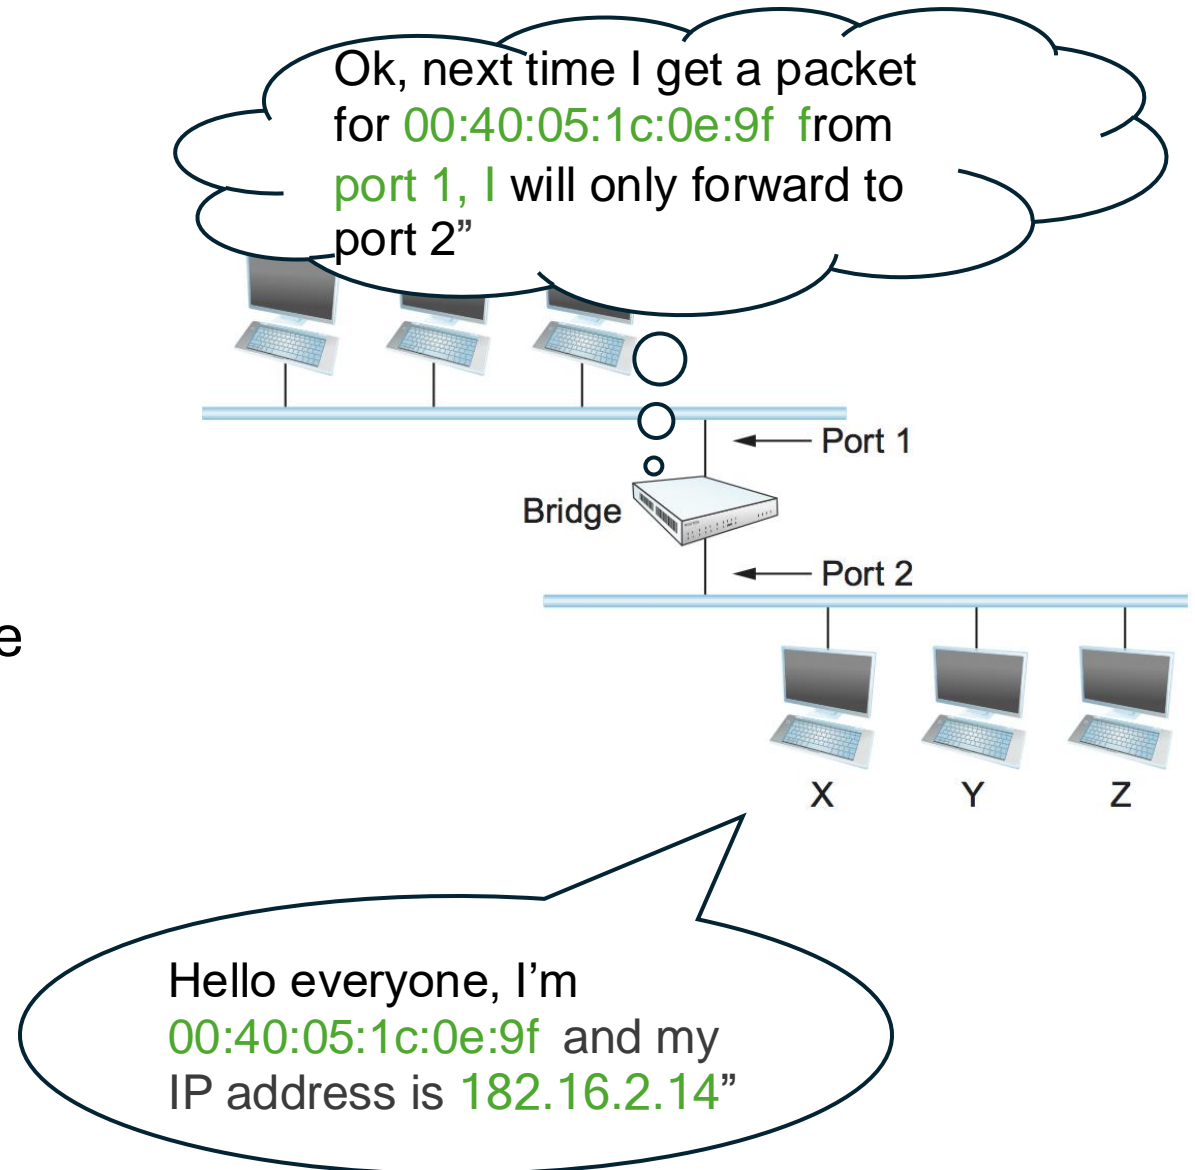 Ok, next time I get a packet
for 00:40:05:1c:0e:9f from
port 1, I will only forward to
port 2”
Port 1
Bridge
Port 2
e
X Y Z
Hello everyone, I’m
00:40:05:1c:0e:9f and my
IP address is 182.16.2.14”